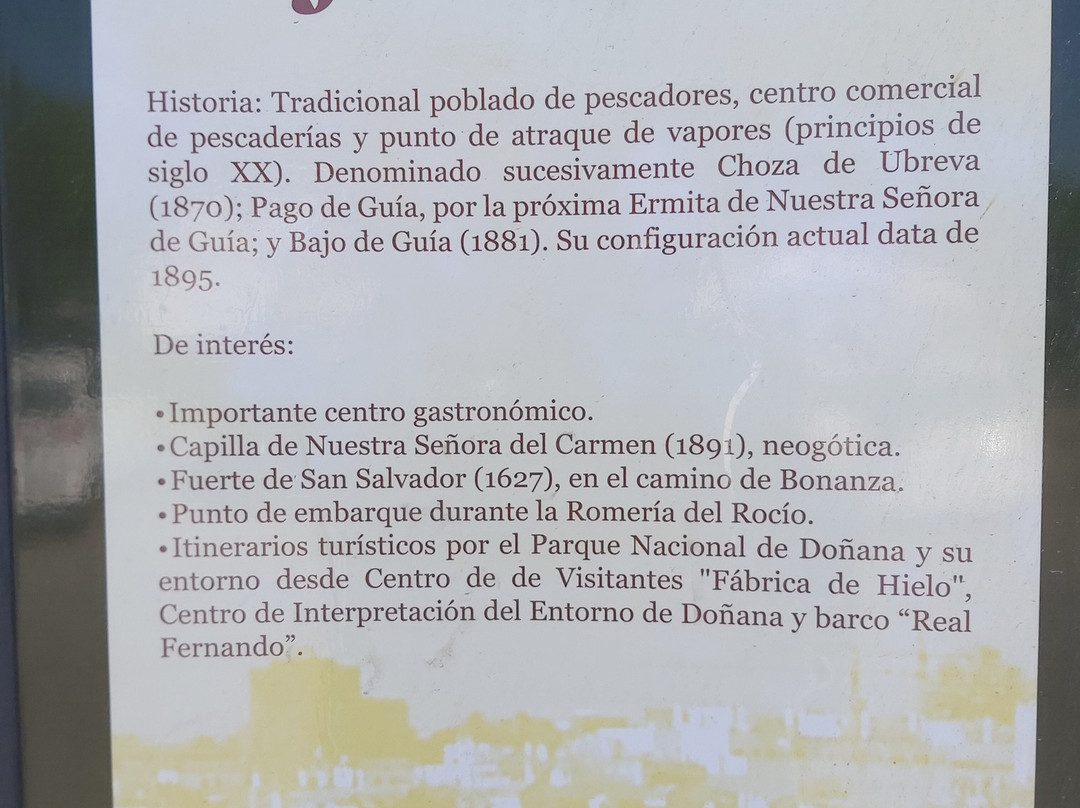 Historia: Tradicional poblado de pescadores, centro comercial
de pescaderías y punto de atraque de vapores (principios de
siglo XX). Denominado sucesivamente Choza de Ubreva
(1870); Pago de Guía, por la próxima Ermita de Nuestra Señora
de Guía; y Bajo de Guía (1881). Su configuración actual data de
1895.
De interés:
•Importante centro gastronómico.
•Capilla de Nuestra Señora del Carmen (1891), neogótica.
•Fuerte de San Salvador (1627), en el camino de Bonanza.
•Punto de embarque durante la Romería del Rocío.
•Itinerarios turísticos por el Parque Nacional de Doñana y su
entorno desde Centro de de Visitantes "Fábrica de Hielo",
Centro de Interpretación del Entorno de Doñana y barco “Real
Fernando”.